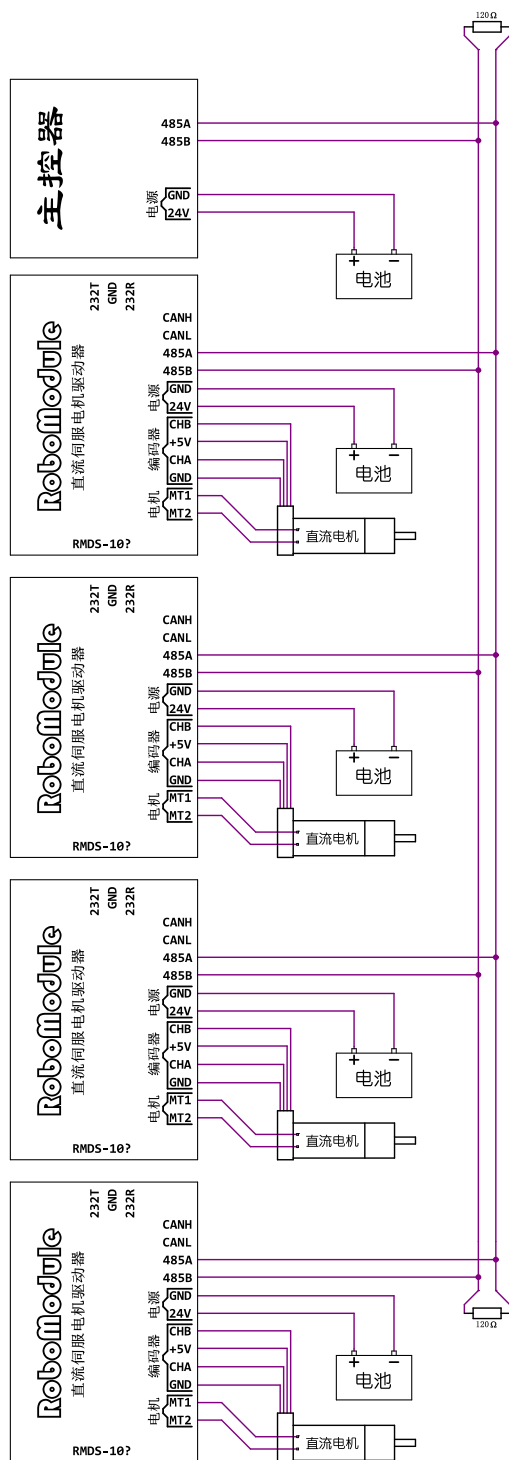 120Ω
主控器
485A
485B
电源
GND
24V
+ −
电池
232T
GND
232R
RoboModule
直流伺服电机驱动器
CANH
CANL
485A
485B
电源
GND
24V
编码器
CHB
+5V
CHA
GND
电机
MT1
MT2
RMDS-10?
+ −
电池
直流电机
232T
GND
232R
RoboModule
直流伺服电机驱动器
CANH
CANL
485A
485B
电源
GND
24V
编码器
CHB
+5V
CHA
GND
电机
MT1
MT2
RMDS-10?
+ −
电池
直流电机
232T
GND
232R
RoboModule
直流伺服电机驱动器
CANH
CANL
485A
485B
电源
GND
24V
编码器
CHB
+5V
CHA
GND
电机
MT1
MT2
RMDS-10?
+ −
电池
直流电机
232T
GND
232R
RoboModule
直流伺服电机驱动器
CANH
CANL
485A
485B
电源
GND
24V
编码器
CHB
+5V
CHA
GND
电机
MT1
MT2
RMDS-10?
+ −
电池
直流电机
120Ω